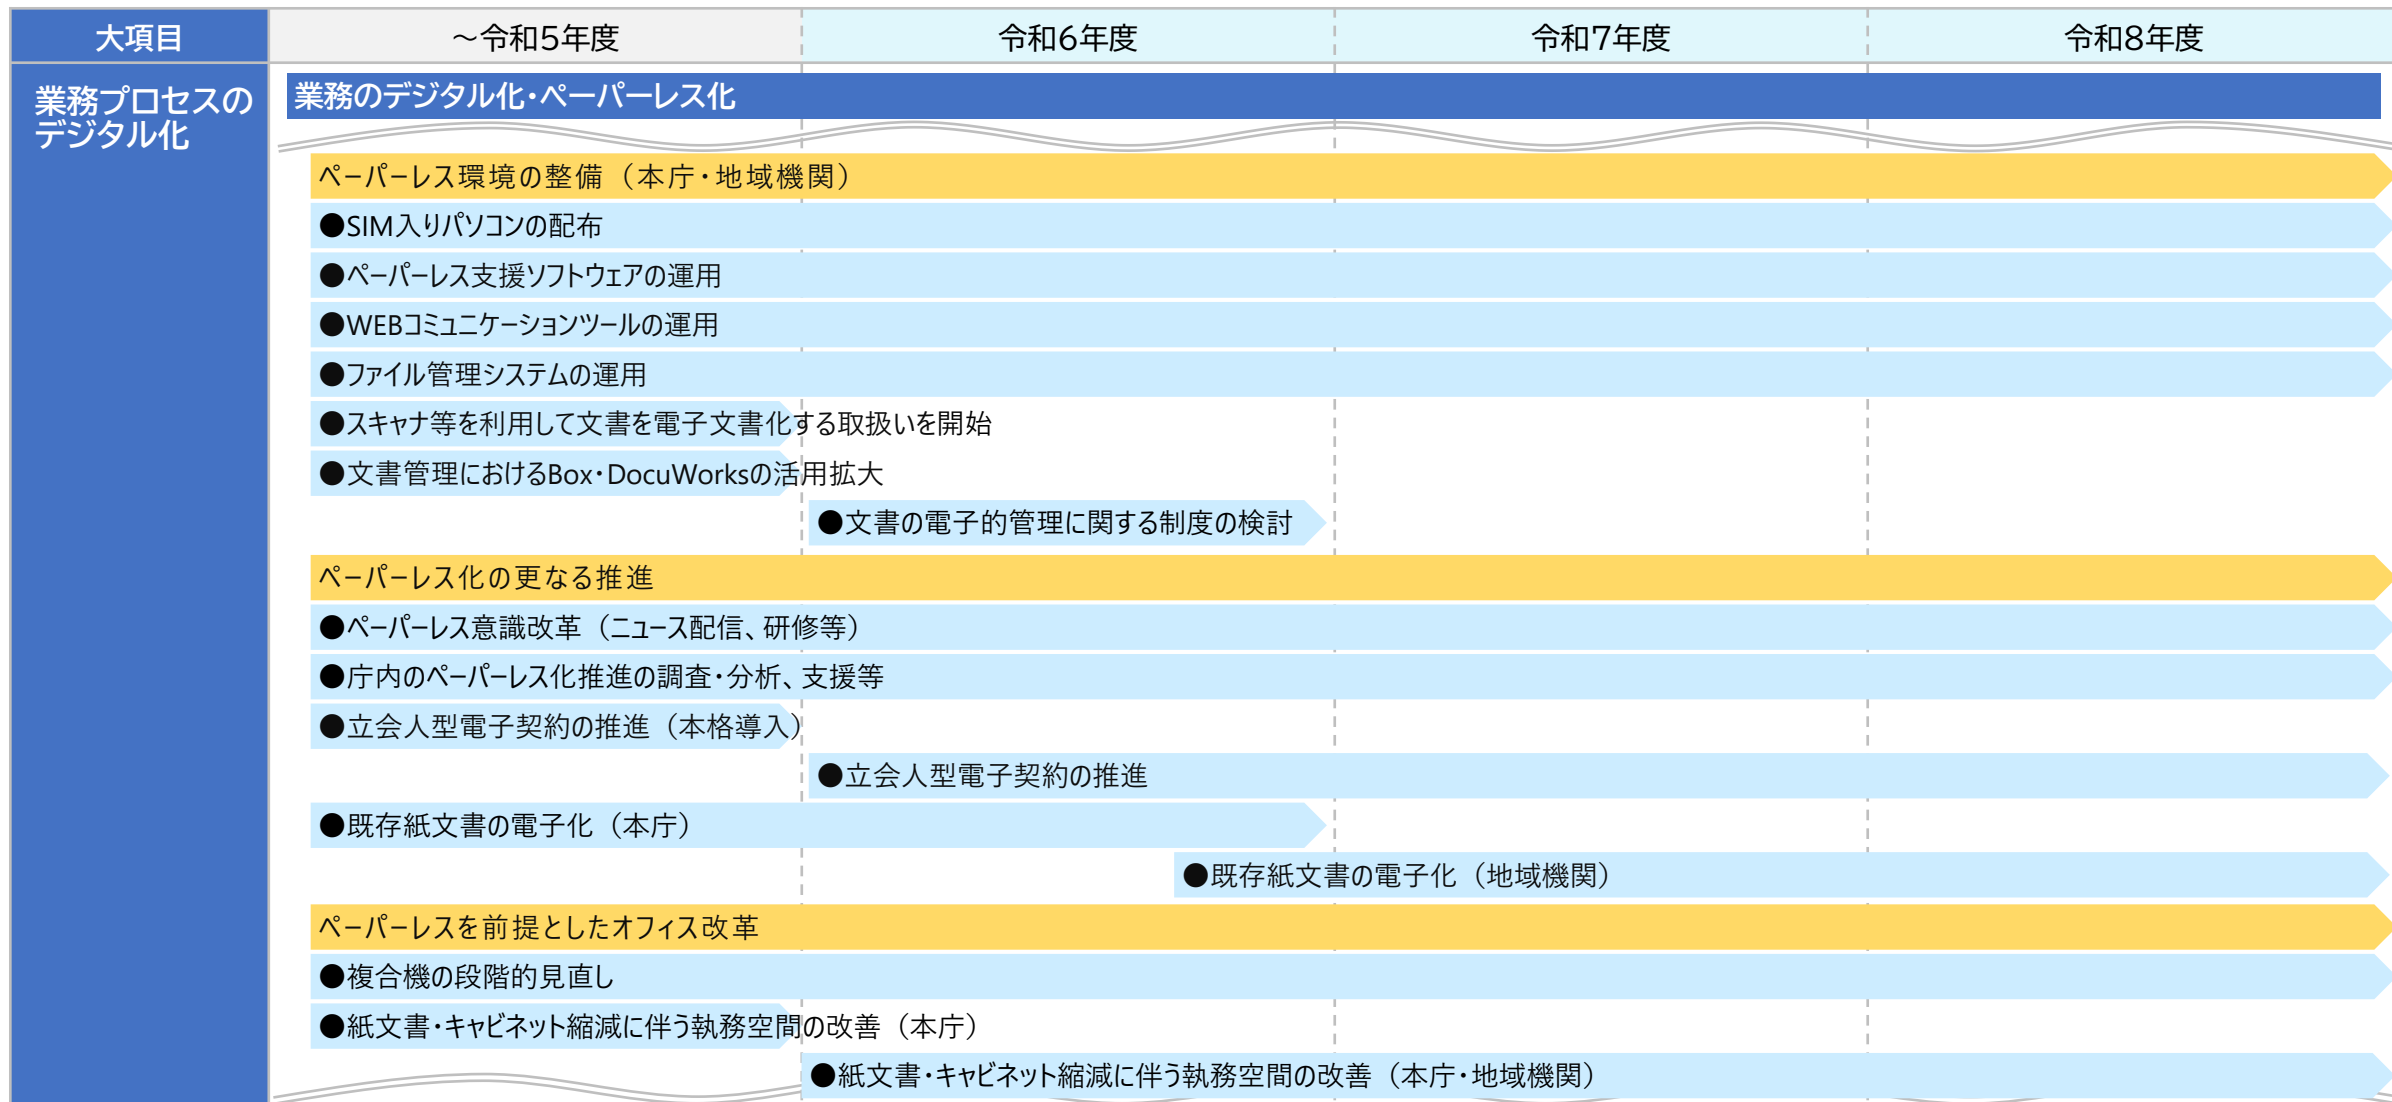 大項目
～令和5年度
令和6年度
令和7年度
令和8年度
業務プロセスの
デジタル化
業務のデジタル化・ペーパーレス化
ペーパーレス環境の整備（本庁・地域機関）
●SIM入りパソコンの配布
●ペーパーレス支援ソフトウェアの運用
●WEBコミュニケーションツールの運用
●ファイル管理システムの運用
●スキャナ等を利用して文書を電子文書化する取扱いを開始
●文書管理におけるBox・DocuWorksの活用拡大
●文書の電子的管理に関する制度の検討
ペーパーレス化の更なる推進
●ペーパーレス意識改革（ニュース配信、研修等）
●庁内のペーパーレス化推進の調査・分析、支援等
●立会人型電子契約の推進（本格導入）
●立会人型電子契約の推進
●既存紙文書の電子化（本庁）
●既存紙文書の電子化（地域機関）
ペーパーレスを前提としたオフィス改革
●複合機の段階的見直し
●紙文書・キャビネット縮減に伴う執務空間の改善（本庁）
●紙文書・キャビネット縮減に伴う執務空間の改善（本庁・地域機関）